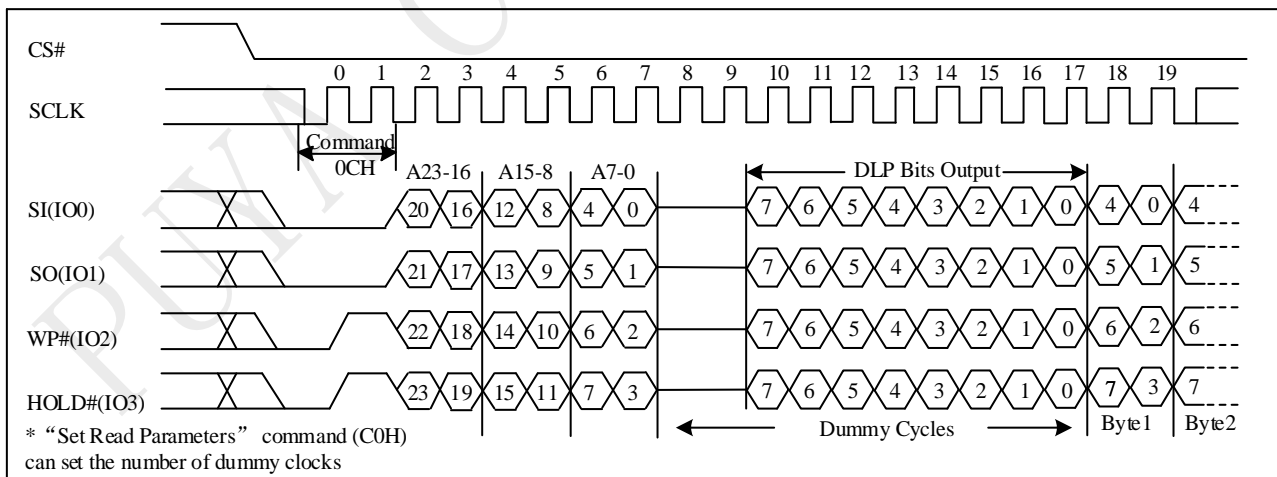 PUYA C
CS#
0 1 2 3 4 5 6 7 8 9 10 11 12 13 14 15 16 17 18 19
SCLK
Command
0CH
A23-16 A15-8 A7-0 DLP Bits Output
SI(IO0) 20 16 12 8 4 0 7 6 5 4 3 2 1 0 4 0 4
SO(IO1) 21 17 13 9 5 1 7 6 5 4 3 2 1 0 5 1 5
WP#(IO2) 22 18 14 10 6 2 7 6 5 4 3 2 1 0 6 2 6
HOLD#(IO3) 23 19 15 11 7 3 7 6 5 4 3 2 1 0 7 3 7
Dummy Cycles Byte1 Byte2
* “Set Read Parameters” command (C0H)
can set the number of dummy clocks